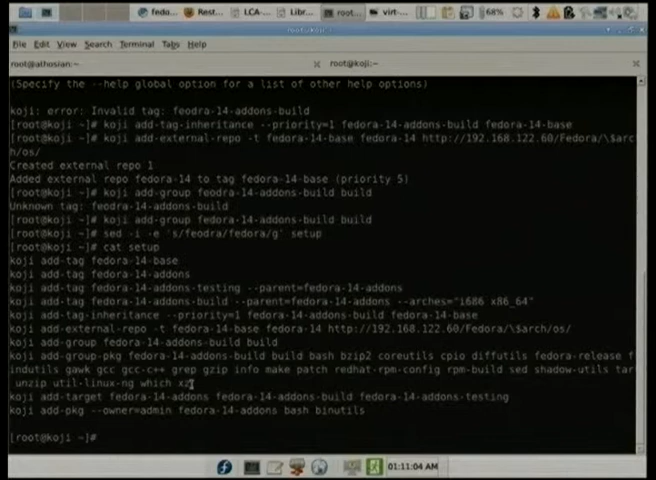 fedo... Rest... LCA-... Libr... root... virt-... 68%
root@koji:~
File Edit View Search Terminal Tabs Help
root@athosian:~ root@koji:~
(Specify the --help global option for a list of other help options)
koji: error: Invalid tag: feodra-14-addons-build
[root@koji ~]# koji add-tag-inheritance --priority=1 fedora-14-addons-build fedora-14-base
[root@koji ~]# koji add-external-repo -t fedora-14-base fedora-14 http://192.168.122.60/Fedora/\$arc
h/os/
Created external repo 1
Added external repo fedora-14 to tag fedora-14-base (priority 5)
[root@koji ~]# koji add-group feodra-14-addons-build build
Unknown tag: feodra-14-addons-build
[root@koji ~]# koji add-group fedora-14-addons-build build
[root@koji ~]# sed -i -e 's/feodra/fedora/g' setup
[root@koji ~]# cat setup
koji add-tag fedora-14-base
koji add-tag fedora-14-addons
koji add-tag fedora-14-addons-testing --parent=fedora-14-addons
koji add-tag fedora-14-addons-build --parent=fedora-14-addons --arches="i686 x86_64"
koji add-tag-inheritance --priority=1 fedora-14-addons-build fedora-14-base
koji add-external-repo -t fedora-14-base fedora-14 http://192.168.122.60/Fedora/\$arch/os/
koji add-group fedora-14-addons-build build
koji add-group-pkg fedora-14-addons-build build bash bzip2 coreutils cpio diffutils fedora-release f
indutils gawk gcc gcc-c++ grep gzip info make patch redhat-rpm-config rpm-build sed shadow-utils tar
unzip util-linux-ng which xz
koji add-target fedora-14-addons fedora-14-addons-build fedora-14-addons-testing
koji add-pkg --owner=admin fedora-14-addons bash binutils
[root@koji ~]#
01:11:04 AM